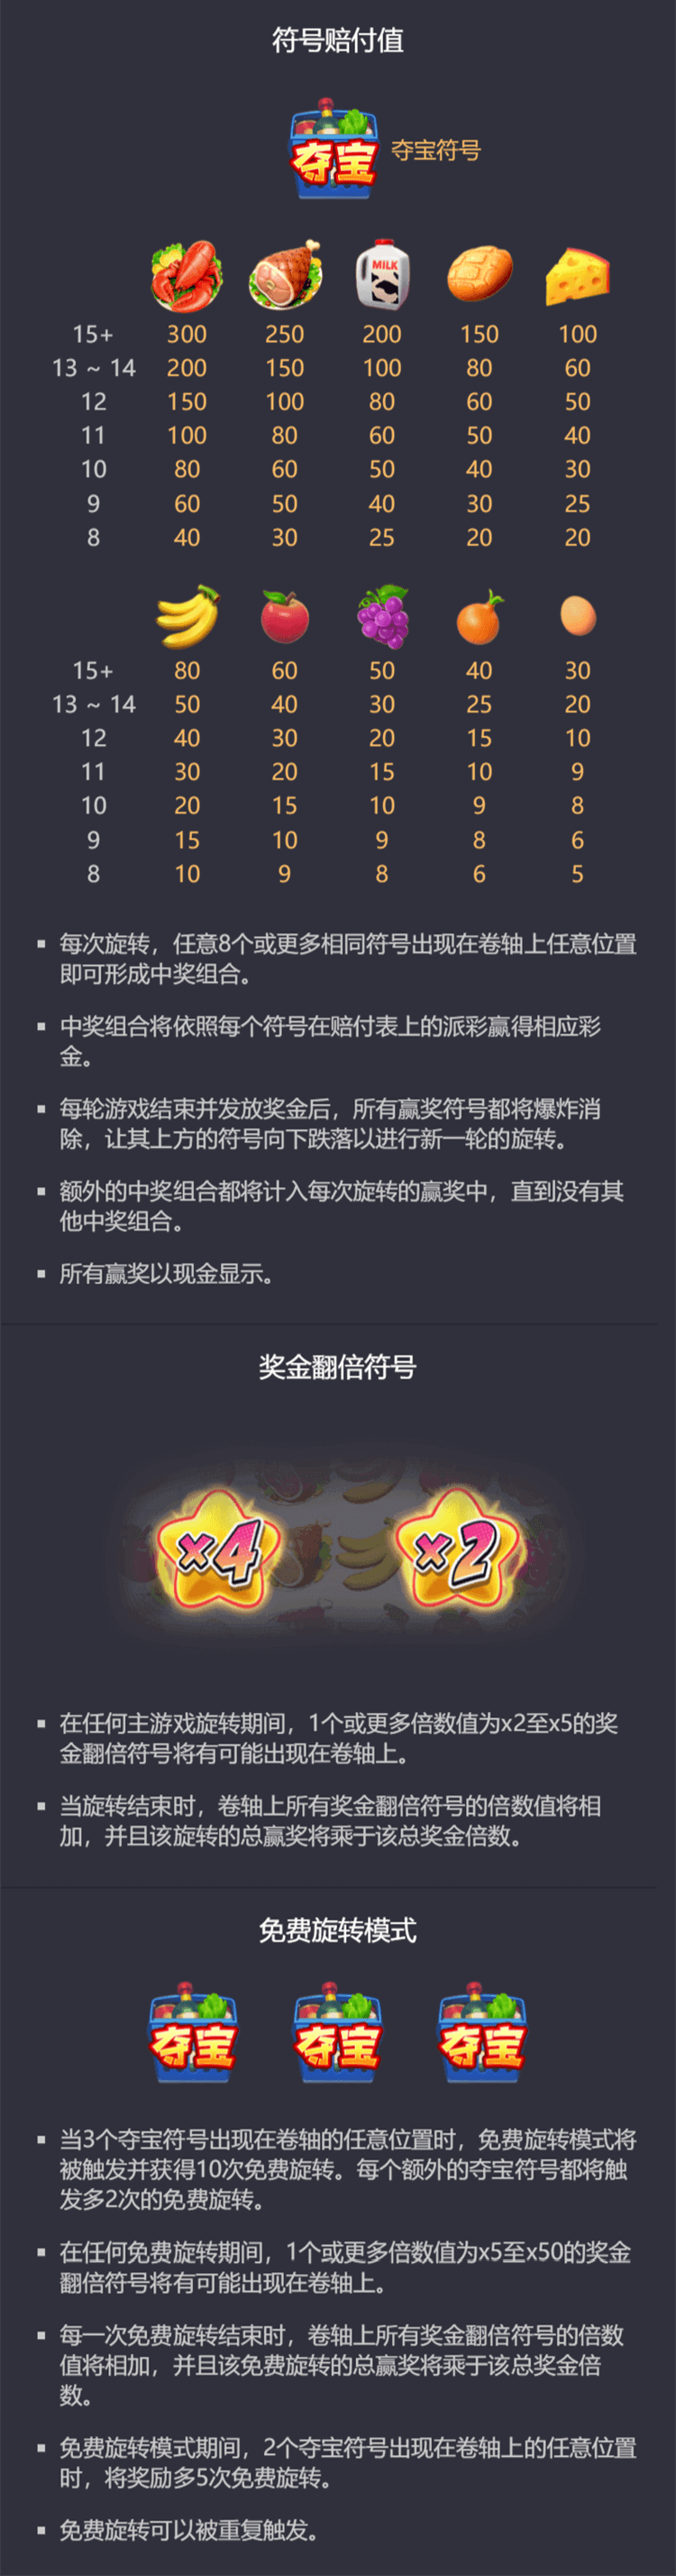 符号赔付值
夺宝
夺宝符号
MILK
15+ 300 250 200 150 100
13 ~ 14 200 150 100 80 60
12 150 100 80 60 50
11 100 80 60 50 40
10 80 60 50 40 30
9 60 50 40 30 25
8 40 30 25 20 20
15+ 80 60 50 40 30
13 ~ 14 50 40 30 25 20
12 40 30 20 15 10
11 30 20 15 10 9
10 20 15 10 9 8
9 15 10 9 8 6
8 10 9 8 6 5
▪ 每次旋转，任意8个或更多相同符号出现在卷轴上任意位置
即可形成中奖组合。
▪ 中奖组合将依照每个符号在赔付表上的派彩赢得相应彩
金。
▪ 每轮游戏结束并发放奖金后，所有赢奖符号都将爆炸消
除，让其上方的符号向下跌落以进行新一轮的旋转。
▪ 额外的中奖组合都将计入每次旋转的赢奖中，直到没有其
他中奖组合。
▪ 所有赢奖以现金显示。
奖金翻倍符号
×4 ×2
▪ 在任何主游戏旋转期间，1个或更多倍数值为x2至x5的奖
金翻倍符号将有可能出现在卷轴上。
▪ 当旋转结束时，卷轴上所有奖金翻倍符号的倍数值将相
加，并且该旋转的总赢奖将乘于该总奖金倍数。
免费旋转模式
夺宝 夺宝 夺宝
▪ 当3个夺宝符号出现在卷轴的任意位置时，免费旋转模式将
被触发并获得10次免费旋转。每个额外的夺宝符号都将触
发多2次的免费旋转。
▪ 在任何免费旋转期间，1个或更多倍数值为x5至x50的奖金
翻倍符号将有可能出现在卷轴上。
▪ 每一次免费旋转结束时，卷轴上所有奖金翻倍符号的倍数
值将相加，并且该免费旋转的总赢奖将乘于该总奖金倍
数。
▪ 免费旋转模式期间，2个夺宝符号出现在卷轴上的任意位置
时，将奖励多5次免费旋转。
▪ 免费旋转可以被重复触发。